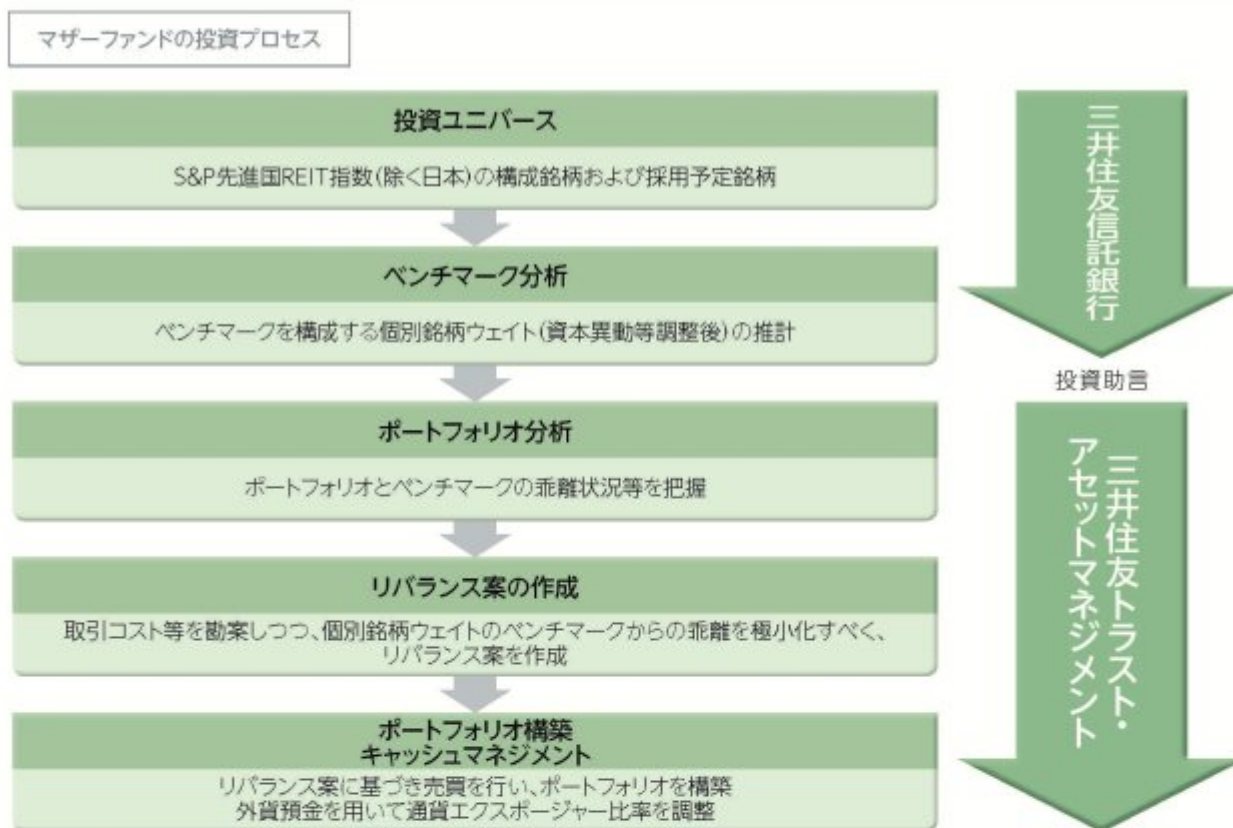 マザーファンドの投資プロセス
投資ユニバース
S&P先進国REIT指数(除く日本)の構成銘柄および採用予定銘柄
ベンチマーク分析
ベンチマークを構成する個別銘柄ウェイト(資本異動等調整後)の推計
ポートフォリオ分析
ポートフォリオとベンチマークの乖離状況等を把握
リバランス案の作成
取引コスト等を勘案しつつ、個別銘柄ウェイトのベンチマークからの乖離を極小化すべく、
リバランス案を作成
ポートフォリオ構築
キャッシュマネジメント
リバランス案に基づき売買を行い、ポートフォリオを構築
外貨預金を用いて通貨エクスポージャー比率を調整
三井住友信託銀行
投資助言
三井住友トラスト・
アセットマネジメント